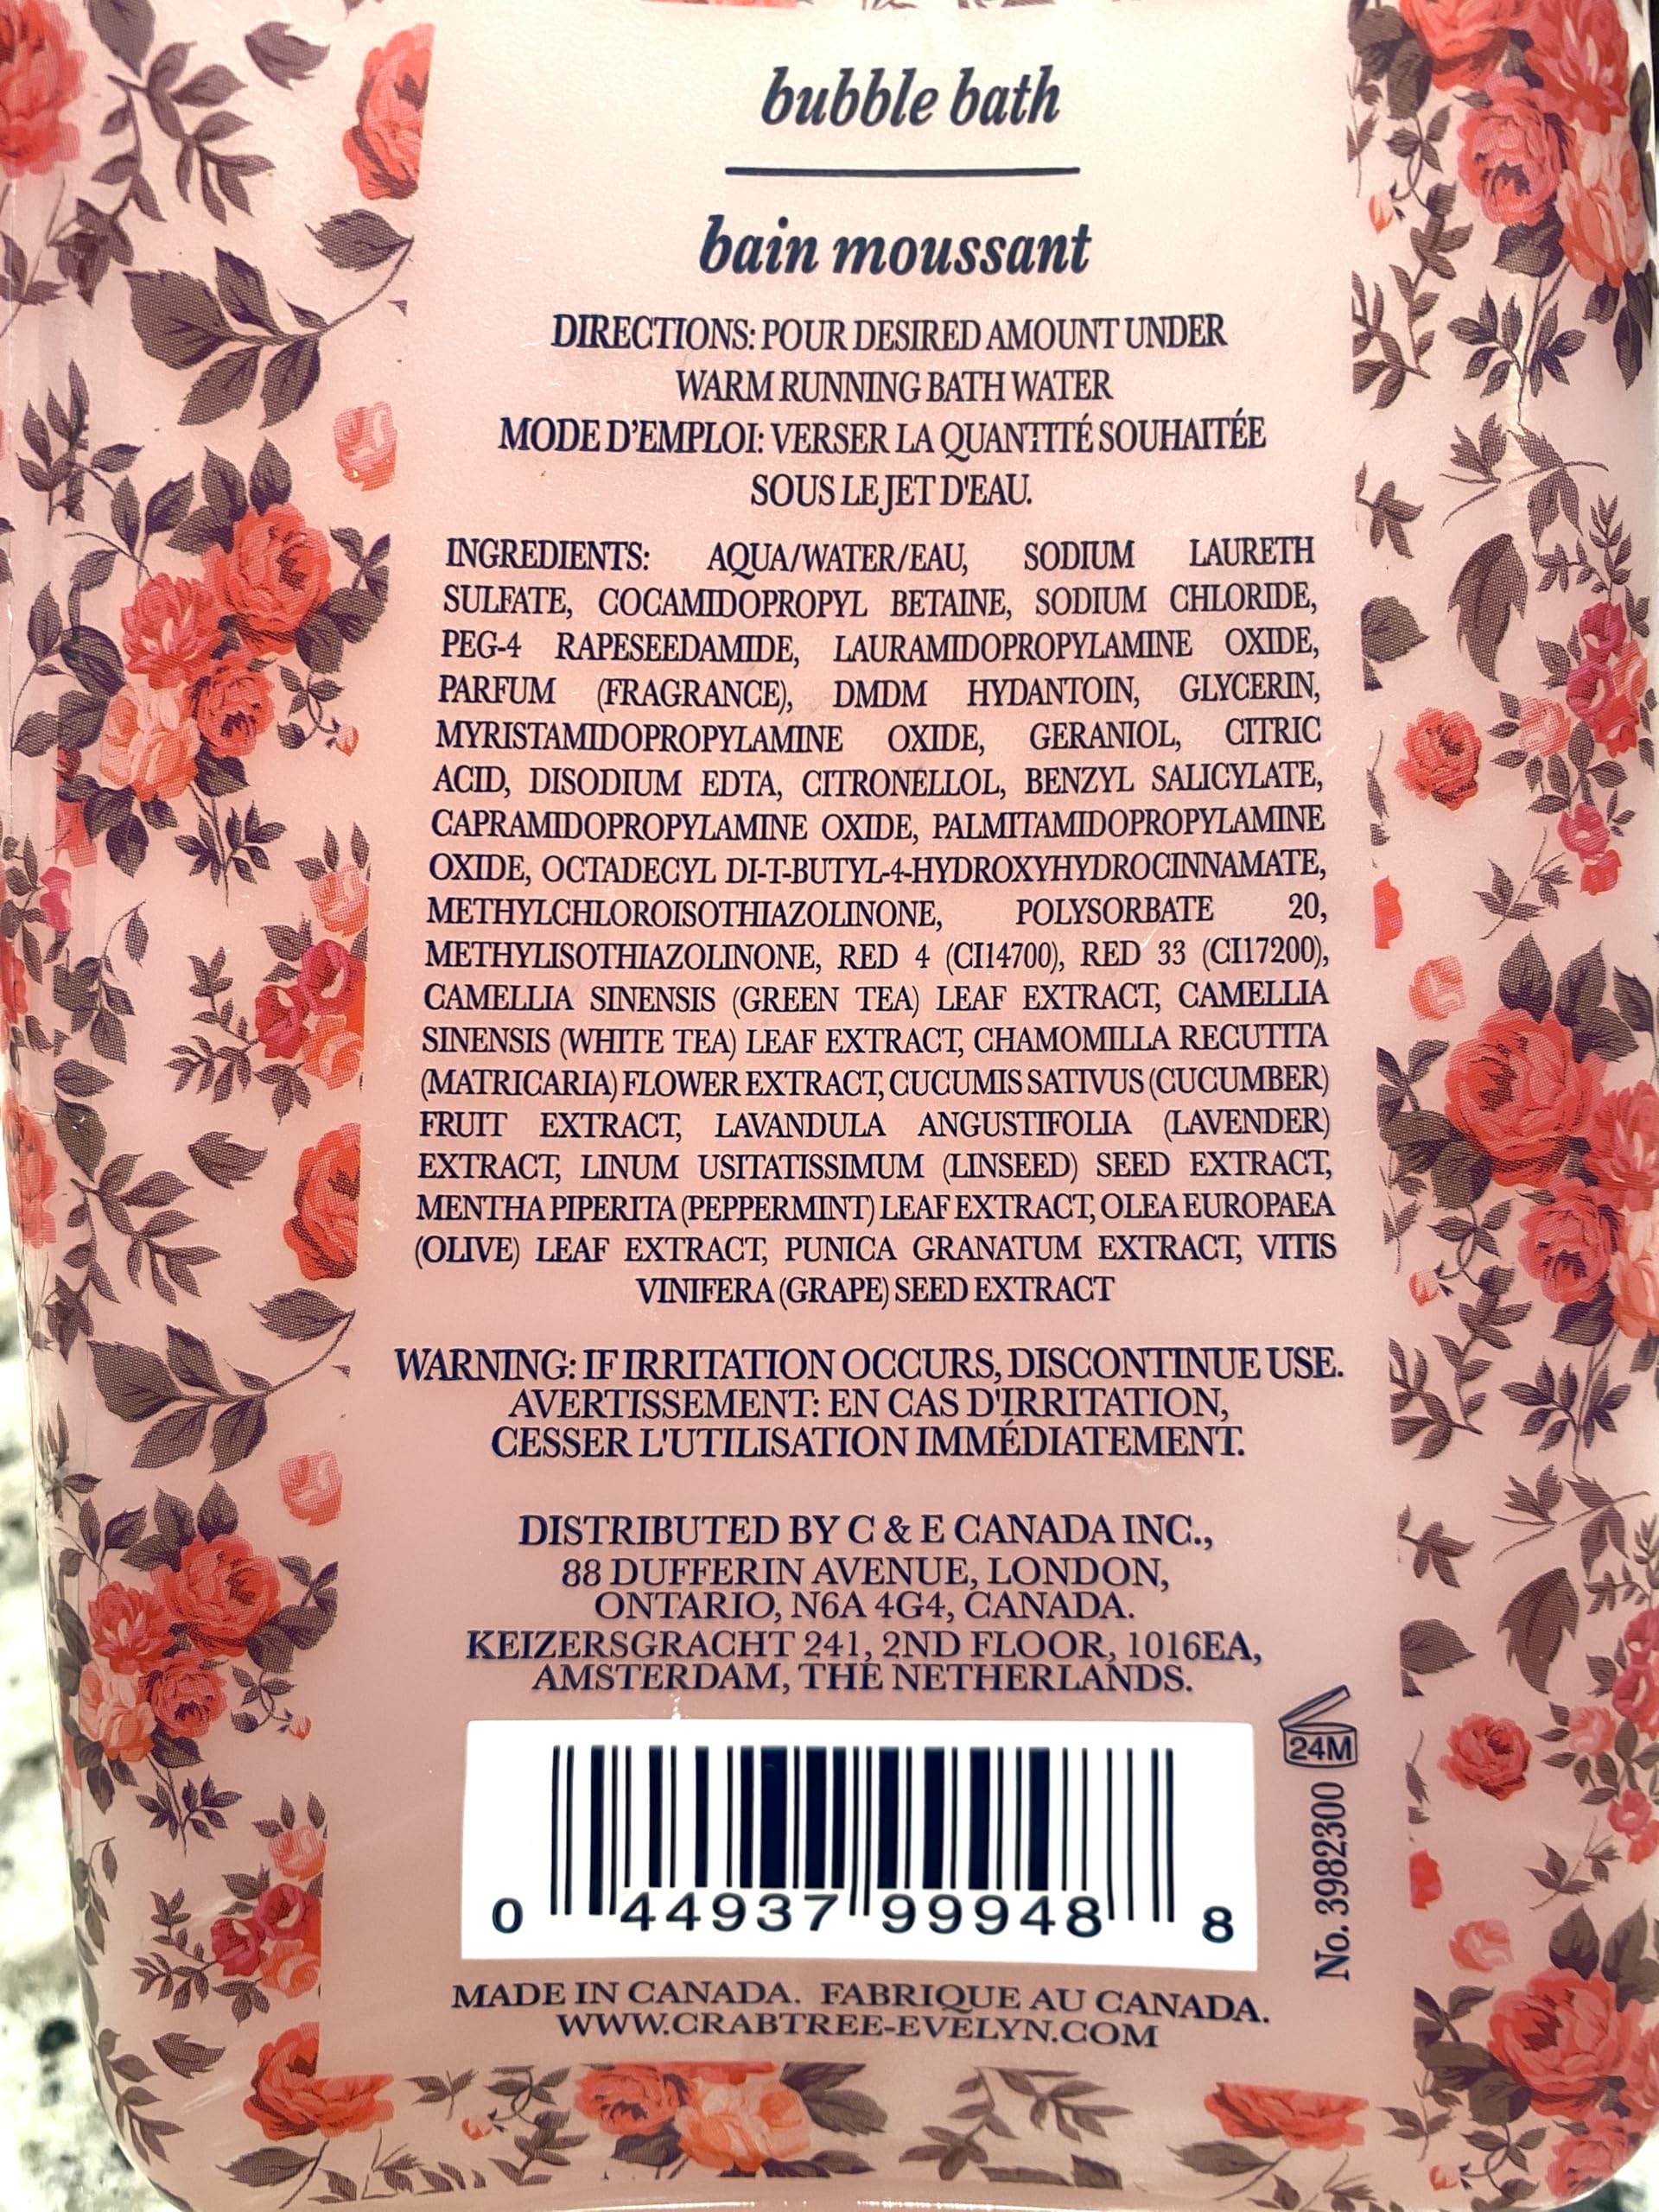 bubble bath
bain moussant
DIRECTIONS: POUR DESIRED AMOUNT UNDER
WARM RUNNING BATH WATER
MODE D'EMPLOI: VERSER LA QUANTITÉ SOUHAITÉE
SOUS LE JET D'EAU.
INGREDIENTS: AQUA/WATER/EAU, SODIUM LAURETH
SULFATE, COCAMIDOPROPYL BETAINE, SODIUM CHLORIDE,
PEG-4 RAPESEEDAMIDE, LAURAMIDOPROPYLAMINE OXIDE,
PARFUM (FRAGRANCE), DMDM HYDANTOIN, GLYCERIN,
MYRISTAMIDOPROPYLAMINE OXIDE, GERANIOL, CITRIC
ACID, DISODIUM EDTA, CITRONELLOL, BENZYL SALICYLATE,
CAPRAMIDOPROPYLAMINE OXIDE, PALMITAMIDOPROPYLAMINE
OXIDE, OCTADECYL DI-T-BUTYL-4-HYDROXYHYDROCINNAMATE,
METHYLCHLOROISOTHIAZOLINONE, POLYSORBATE 20,
METHYLISOTHIAZOLINONE, RED 4 (CI14700), RED 33 (CI17200),
CAMELLIA SINENSIS (GREEN TEA) LEAF EXTRACT, CAMELLIA
SINENSIS (WHITE TEA) LEAF EXTRACT, CHAMOMILLA RECUTITA
(MATRICARIA) FLOWER EXTRACT, CUCUMIS SATIVUS (CUCUMBER)
FRUIT EXTRACT, LAVANDULA ANGUSTIFOLIA (LAVENDER)
EXTRACT, LINUM USITATISSIMUM (LINSEED) SEED EXTRACT,
MENTHA PIPERITA (PEPPERMINT) LEAF EXTRACT, OLEA EUROPAEA
(OLIVE) LEAF EXTRACT, PUNICA GRANATUM EXTRACT, VITIS
VINIFERA (GRAPE) SEED EXTRACT
WARNING: IF IRRITATION OCCURS, DISCONTINUE USE.
AVERTISSEMENT: EN CAS D'IRRITATION,
CESSER L'UTILISATION IMMÉDIATEMENT.
DISTRIBUTED BY C & E CANADA INC.,
88 DUFFERIN AVENUE, LONDON,
ONTARIO, N6A 4G4, CANADA.
KEIZERSGRACHT 241, 2ND FLOOR, 1016EA,
AMSTERDAM, THE NETHERLANDS.
24M
No. 3982300
0 44937 99948 8
MADE IN CANADA. FABRIQUE AU CANADA.
WWW.CRABTREE-EVELYN.COM